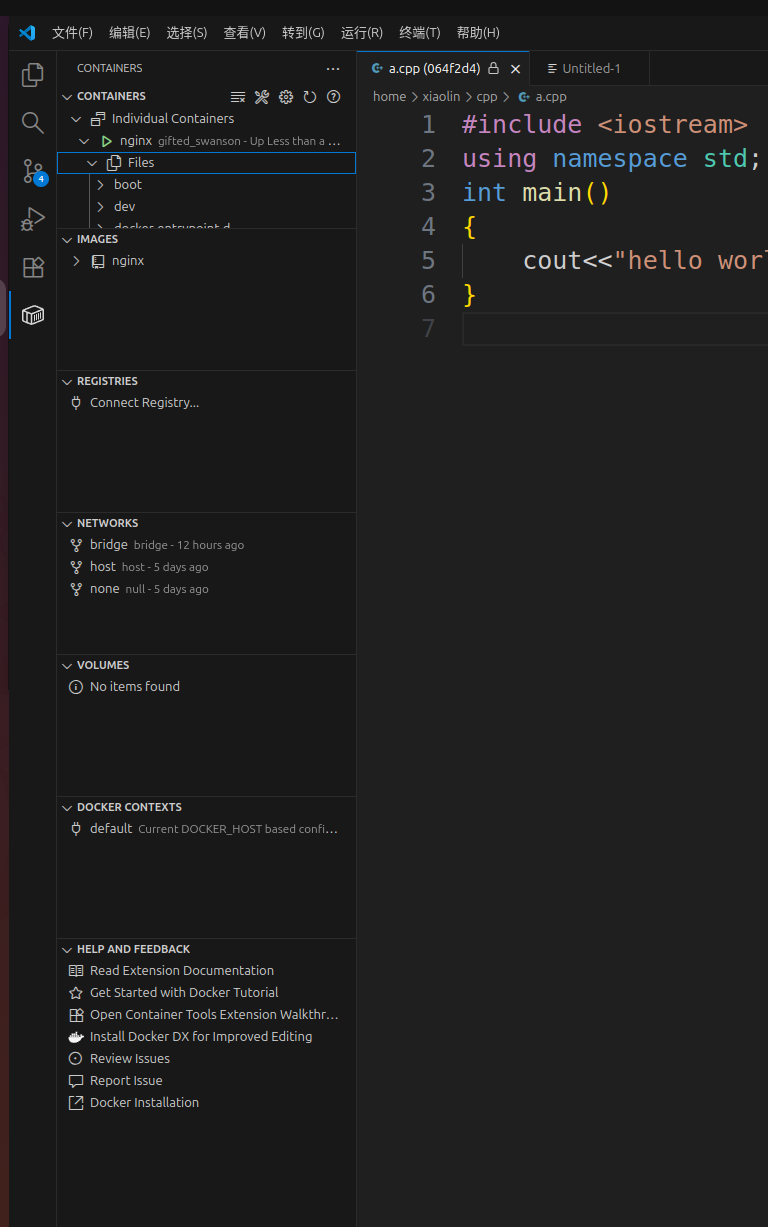 文件(F) 编辑(E) 选择(S) 查看(V) 转到(G) 运行(R) 终端(T) 帮助(H)
CONTAINERS ···
CONTAINERS
Individual Containers
nginx gifted_swanson - Up Less than a ...
Files
boot
dev
docker-entrypoint.d
IMAGES
nginx
REGISTRIES
Connect Registry...
NETWORKS
bridge bridge - 12 hours ago
host host - 5 days ago
none null - 5 days ago
VOLUMES
No items found
DOCKER CONTEXTS
default Current DOCKER_HOST based confi...
HELP AND FEEDBACK
Read Extension Documentation
Get Started with Docker Tutorial
Open Container Tools Extension Walkthr...
Install Docker DX for Improved Editing
Review Issues
Report Issue
Docker Installation
4
a.cpp (064f2d4) Untitled-1
home > xiaolin > cpp > a.cpp
1 #include <iostream>
2 using namespace std;
3 int main()
4 {
5 cout<<"hello worl
6 }
7